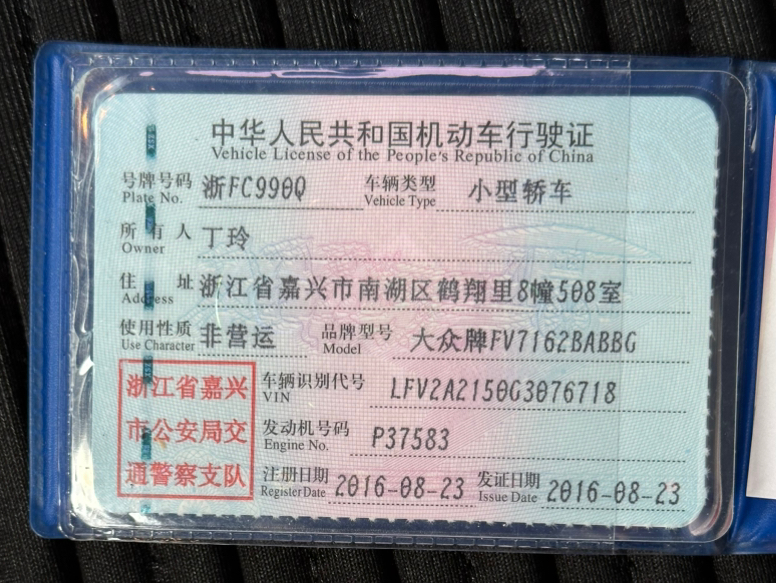 中华人民共和国机动车行驶证
Vehicle License of the People's Republic of China
号牌号码 浙FC990Q 车辆类型 小型轿车
Plate No. Vehicle Type
所有人 丁玲
Owner
住址 浙江省嘉兴市南湖区鹤翔里8幢508室
Address
使用性质 非营运 品牌型号 大众牌FV7162BABBG
Use Character Model
浙江省嘉兴
市公安局交
通警察支队
车辆识别代号 LFV2A2150G3076718
VIN
发动机号码 P37583
Engine No.
注册日期 2016-08-23 发证日期 2016-08-23
Register Date Issue Date